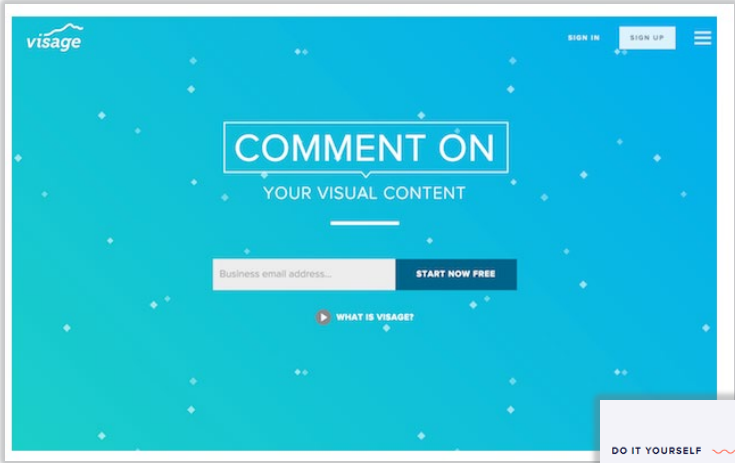 visage
SIGN IN
SIGN UP
COMMENT ON
YOUR VISUAL CONTENT
Business email address...
START NOW FREE
WHAT IS VISAGE?
DO IT YOURSELF